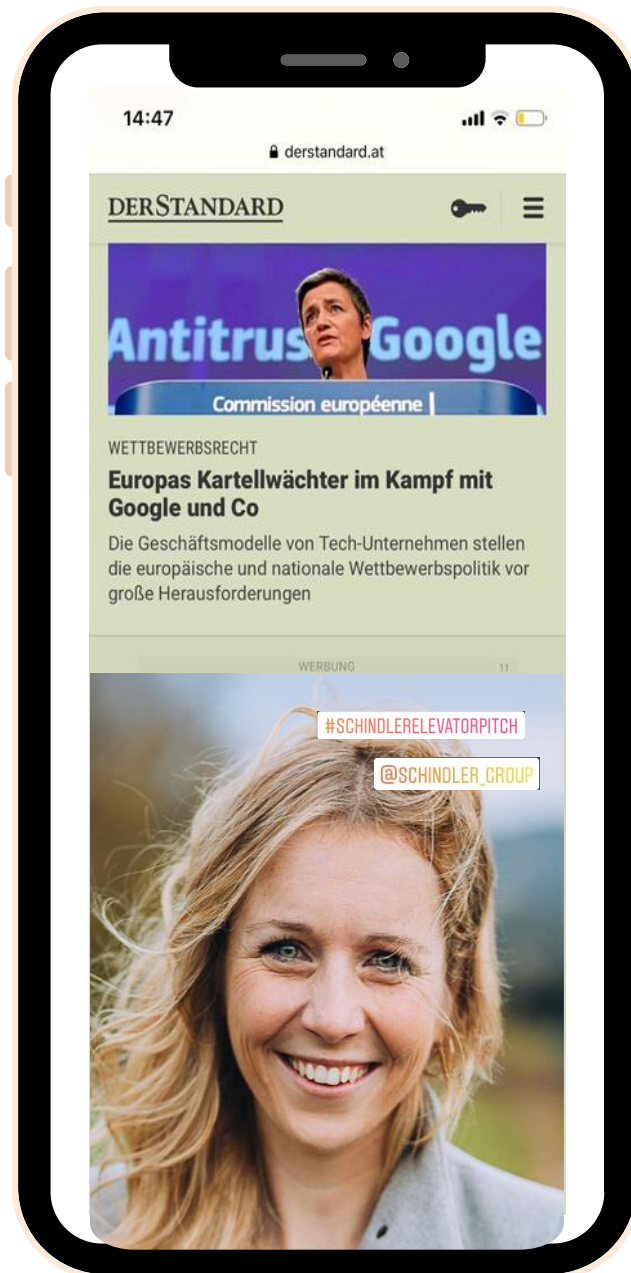 14:47
derstandard.at
DERSTANDARD
Antitrus Google
Commission européenne
WETTBEWERBSRECHT
Europas Kartellwächter im Kampf mit
Google und Co
Die Geschäftsmodelle von Tech-Unternehmen stellen
die europäische und nationale Wettbewerbspolitik vor
große Herausforderungen
WERBUNG
#SCHINDLERELEVATORPITCH
@SCHINDLER_GROUP